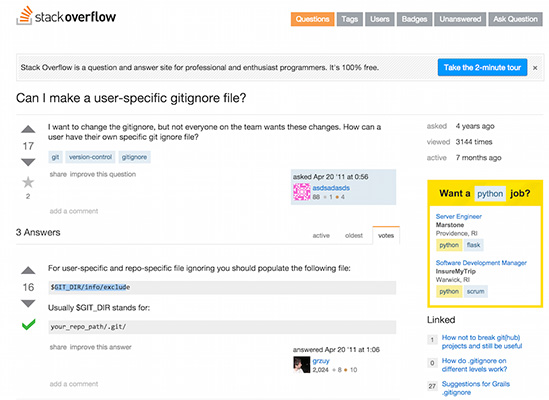 stackoverflow
Questions Tags Users Badges Unanswered Ask Question
Stack Overflow is a question and answer site for professional and enthusiast programmers. It's 100% free. Take the 2-minute tour ×
Can I make a user-specific gitignore file?
17
I want to change the gitignore, but not everyone on the team wants these changes. How can a
user have their own specific git ignore file?
git version-control gitignore
2
share improve this question
asked Apr 20 '11 at 0:56
asdsadasds
88 1 4
add a comment
3 Answers
active oldest votes
16
For user-specific and repo-specific file ignoring you should populate the following file:
$GIT_DIR/info/exclude
Usually $GIT_DIR stands for:
your_repo_path/.git/
share improve this answer
answered Apr 20 '11 at 1:06
grzuy
2,024 8 10
add a comment
asked 4 years ago
viewed 3144 times
active 7 months ago
Want a python job?
Server Engineer
Marstone
Providence, RI
python flask
Software Development Manager
InsureMyTrip
Warwick, RI
python scrum
Linked
1 How not to break git(hub)
projects and still be useful
0 How do .gitignore on
different levels work?
27 Suggestions for Grails
.gitignore